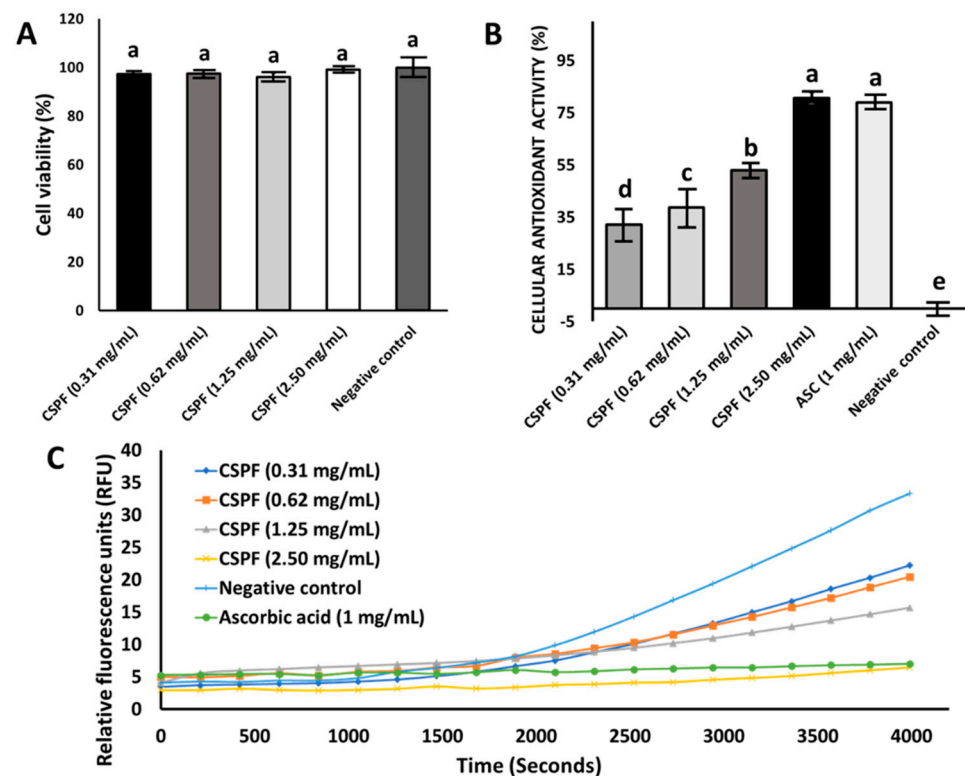 A
Cell viability (%)
120
100
80
60
40
20
0
a
a
a
a
a
CSPF (0.31 mg/mL)
CSPF (0.62 mg/mL)
CSPF (1.25 mg/mL)
CSPF (2.50 mg/mL)
Negative control
B
CELLULAR ANTIOXIDANT ACTIVITY (%)
95
75
55
35
15
-5
d
c
b
a
a
e
CSPF (0.31 mg/mL)
CSPF (0.62 mg/mL)
CSPF (1.25 mg/mL)
CSPF (2.50 mg/mL)
ASC (1 mg/mL)
Negative control
C
Relative fluorescence units (RFU)
40
35
30
25
20
15
10
5
0
CSPF (0.31 mg/mL)
CSPF (0.62 mg/mL)
CSPF (1.25 mg/mL)
CSPF (2.50 mg/mL)
Negative control
Ascorbic acid (1 mg/mL)
0 500 1000 1500 2000 2500 3000 3500 4000
Time (Seconds)